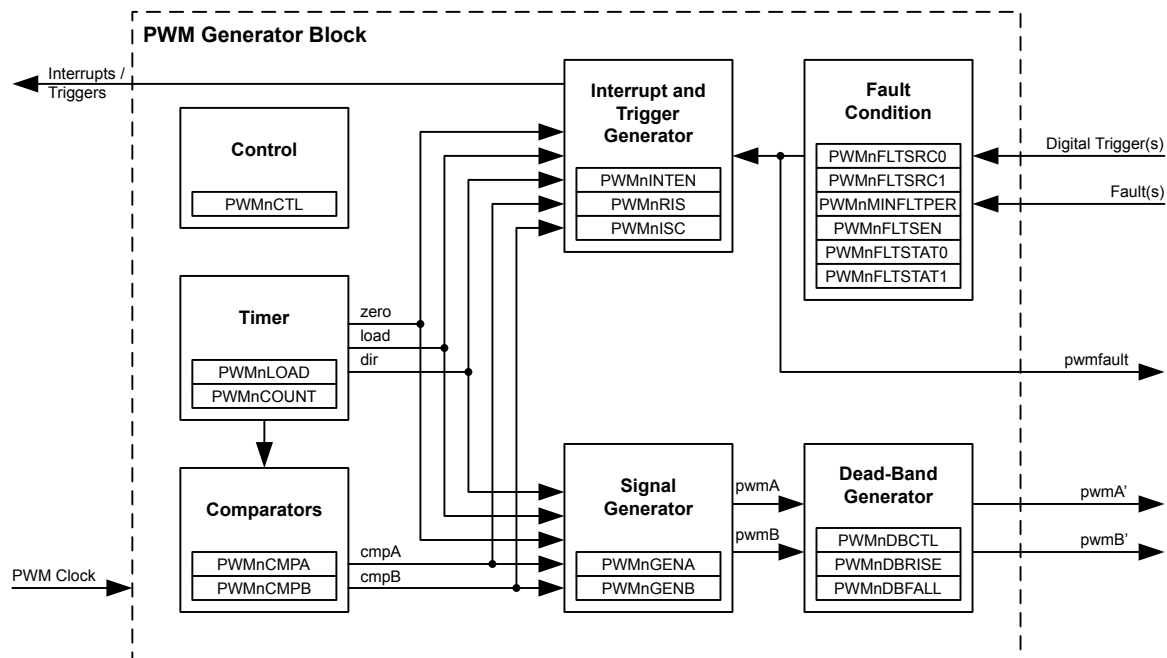 PWM Generator Block
Interrupts /
Triggers
Control
PWMnCTL
Interrupt and
Trigger
Generator
PWMnINTEN
PWMnRIS
PWMnISC
Fault
Condition
PWMnFLTSRC0
PWMnFLTSRC1
PWMnMINFLTPER
PWMnFLTSEN
PWMnFLTSTAT0
PWMnFLTSTAT1
Digital Trigger(s)
Fault(s)
Timer
PWMnLOAD
PWMnCOUNT
zero
load
dir
pwmfault
Comparators
PWMnCMPA
PWMnCMPB
cmpA
cmpB
PWM Clock
Signal
Generator
PWMnGENA
PWMnGENB
pwmA
pwmB
Dead-Band
Generator
PWMnDBCTL
PWMnDBRISE
PWMnDBFALL
pwmA’
pwmB’